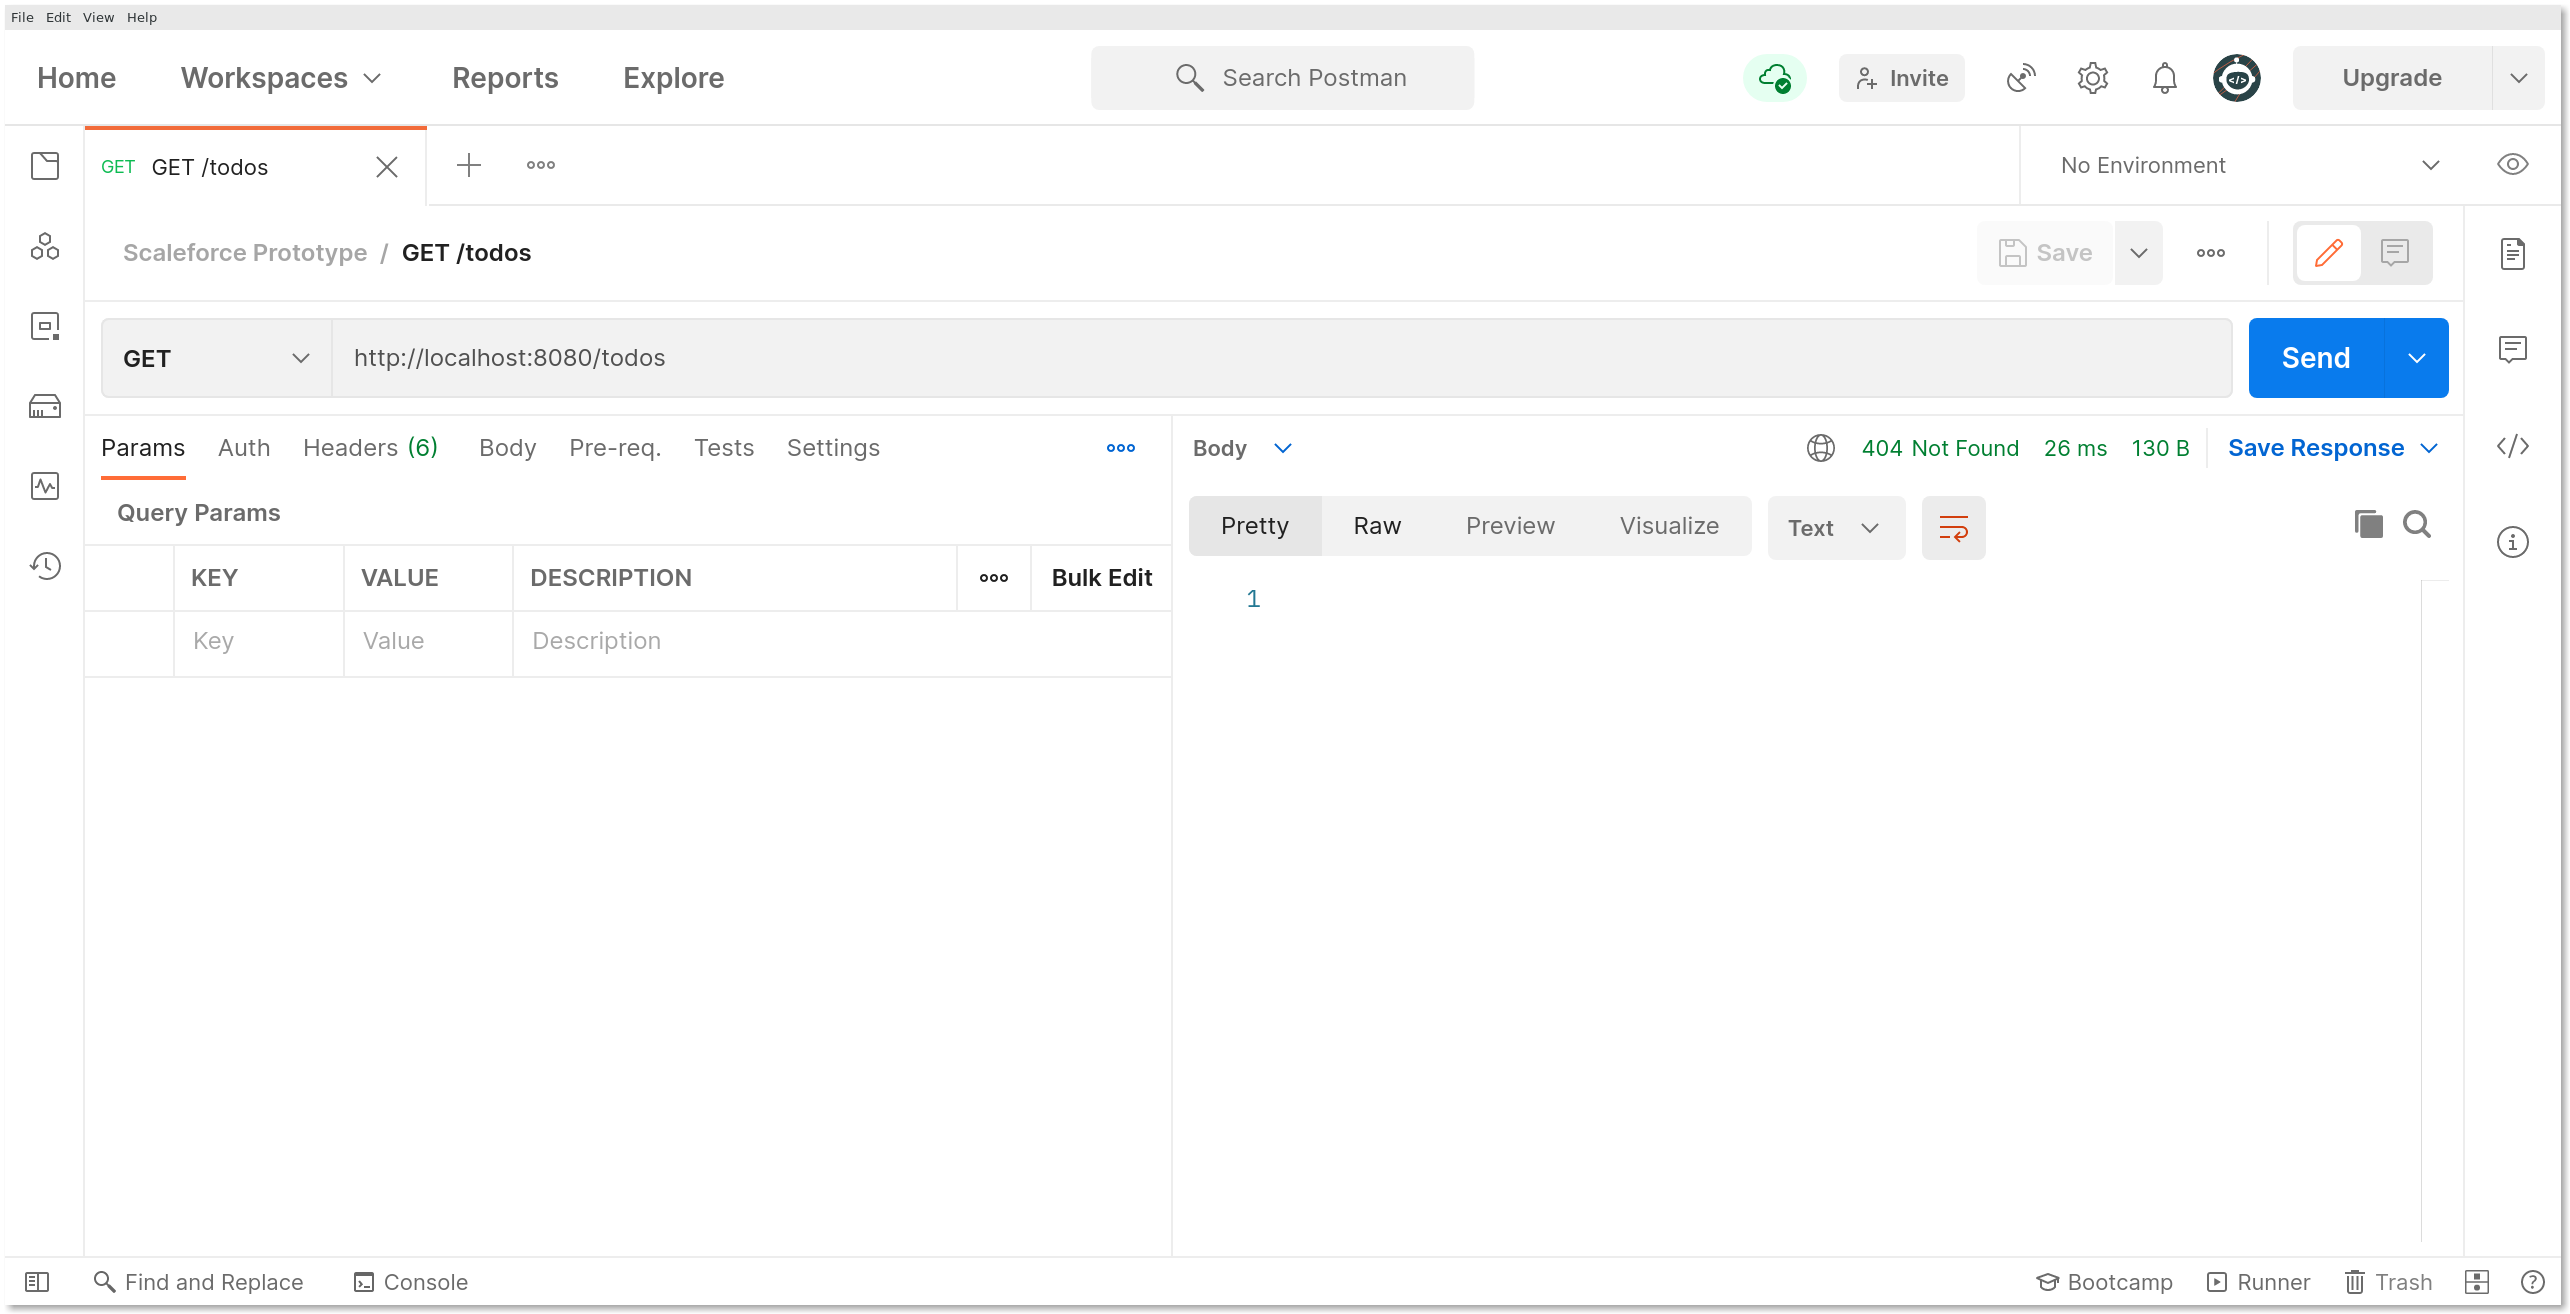 File Edit View Help
Home Workspaces Reports Explore Search Postman Invite Upgrade
GET GET /todos No Environment
Scaleforce Prototype / GET /todos Save
GET http://localhost:8080/todos Send
Params Auth Headers (6) Body Pre-req. Tests Settings
Body 404 Not Found 26 ms 130 B Save Response
Query Params
Pretty Raw Preview Visualize Text
KEY VALUE DESCRIPTION Bulk Edit
Key Value Description
1
Find and Replace Console Bootcamp Runner Trash